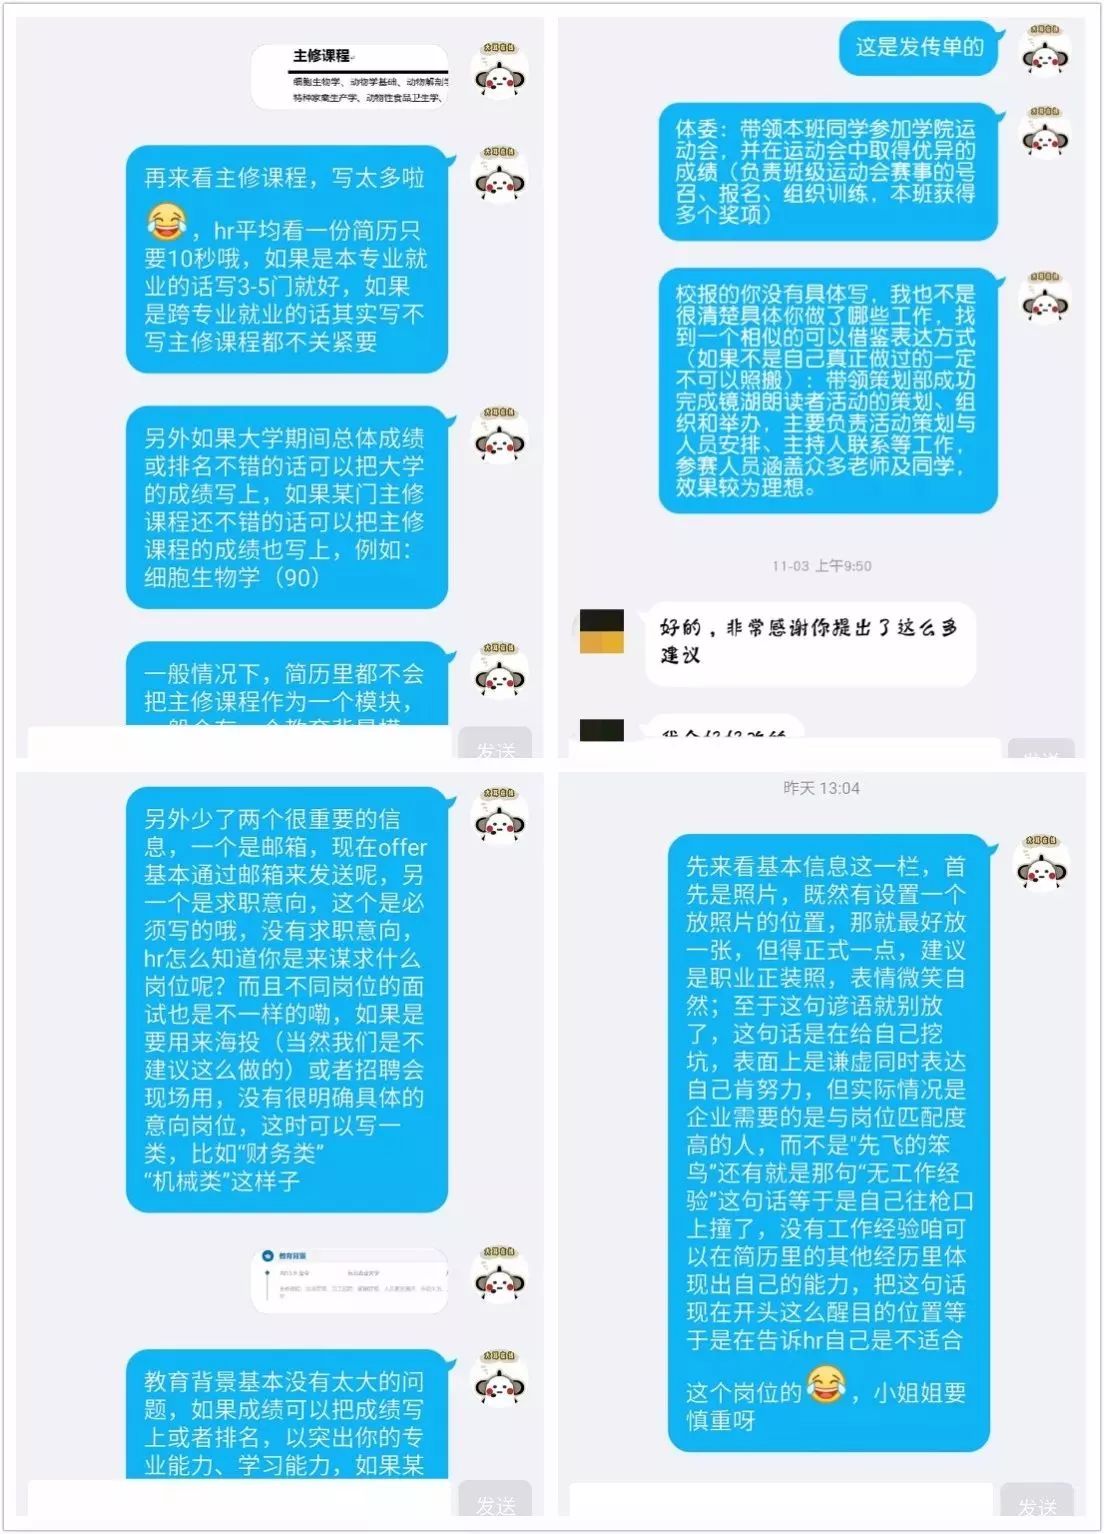 主修课程
细胞生物学、动物学基础、动物解剖学
特种家禽生产学、动物性食品卫生学、
再来看主修课程，写太多啦
，hr平均看一份简历只
要10秒哦，如果是本专业就
业的话写3-5门就好，如果
是跨专业就业的话其实写不
写主修课程都不关紧要
另外如果大学期间总体成绩
或排名不错的话可以把大学
的成绩写上，如果某门主修
课程还不错的话可以把主修
课程的成绩也写上，例如：
细胞生物学（90）
一般情况下，简历里都不会
把主修课程作为一个模块，
发送
这是发传单的
体委：带领本班同学参加学院运
动会，并在运动会中取得优异的
成绩（负责班级运动会赛事的号
召、报名、组织训练，本班获得
多个奖项）
校报的你没有具体写，我也不是
很清楚具体你做了哪些工作，找
到一个相似的可以借鉴表达方式
（如果不是自己真正做过的一定
不可以照搬）：带领策划部成功
完成镜湖朗读者活动的策划、组
织和举办，主要负责活动策划与
人员安排、主持人联系等工作，
参赛人员涵盖众多老师及同学，
效果较为理想。
11-03 上午9:50
好的，非常感谢你提出了这么多
建议
另外少了两个很重要的信
息，一个是邮箱，现在offer
基本通过邮箱来发送呢，另
一个是求职意向，这个是必
须写的哦，没有求职意向，
hr怎么知道你是来谋求什么
岗位呢？而且不同岗位的面
试也是不一样的嘞，如果是
要用来海投（当然我们是不
建议这么做的）或者招聘会
现场用，没有很明确具体的
意向岗位，这时可以写一
类，比如“财务类”
“机械类”这样子
教育背景
教育背景基本没有太大的问
题，如果成绩可以把成绩写
上或者排名，以突出你的专
业能力、学习能力，如果某
发送
昨天 13:04
先来看基本信息这一栏，首
先是照片，既然有设置一个
放照片的位置，那就最好放
一张，但得正式一点，建议
是职业正装照，表情微笑自
然；至于这句谚语就别放
了，这句话是在给自己挖
坑，表面上是谦虚同时表达
自己肯努力，但实际情况是
企业需要的是与岗位匹配度
高的人，而不是"先飞的笨
鸟”还有就是那句“无工作经
验”这句话等于是自己往枪口
上撞了，没有工作经验咱可
以在简历里的其他经历里体
现出自己的能力，把这句话
现在开头这么醒目的位置等
于是在告诉hr自己是不适合
这个岗位的，小姐姐要
慎重呀
发送